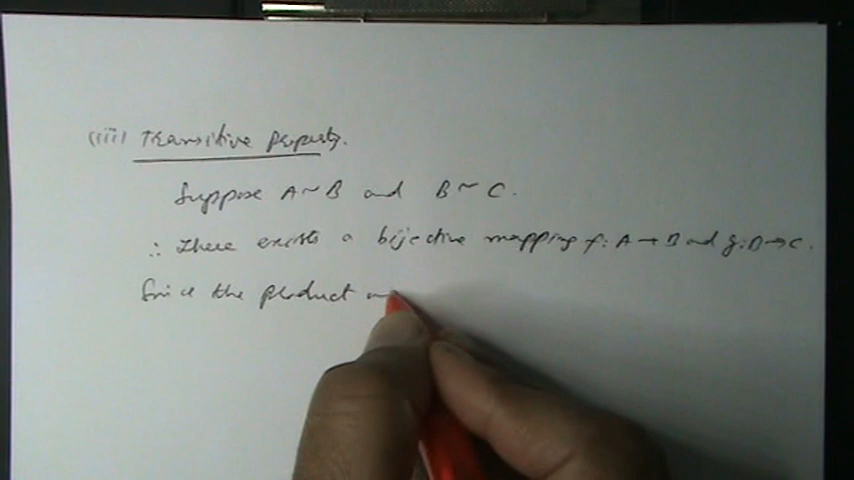 (iii) Transitive Property.
Suppose A ~ B and B ~ C.
∴ There exists a bijective mapping f: A → B and g: B → C.
Since the product